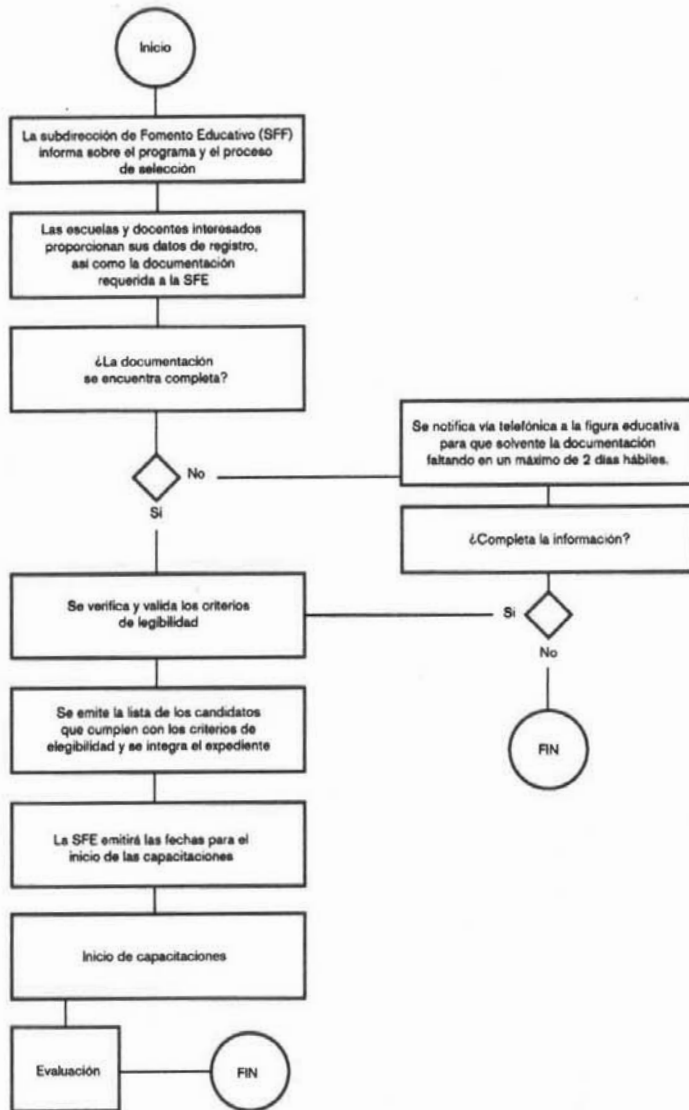 Inicio
La subdirección de Fomento Educativo (SFF)
informa sobre el programa y el proceso
de selección
Las escuelas y docentes interesados
proporcionan sus datos de registro,
así como la documentación
requerida a la SFE
¿La documentación
se encuentra completa?
No
Si
Se notifica vía telefónica a la figura educativa
para que solvente la documentación
faltando en un máximo de 2 días hábiles.
¿Completa la información?
Si
No
FIN
Se verifica y valida los criterios
de legibilidad
Se emite la lista de los candidatos
que cumplen con los criterios de
elegibilidad y se integra el expediente
La SFE emitirá las fechas para el
inicio de las capacitaciones
Inicio de capacitaciones
Evaluación
FIN